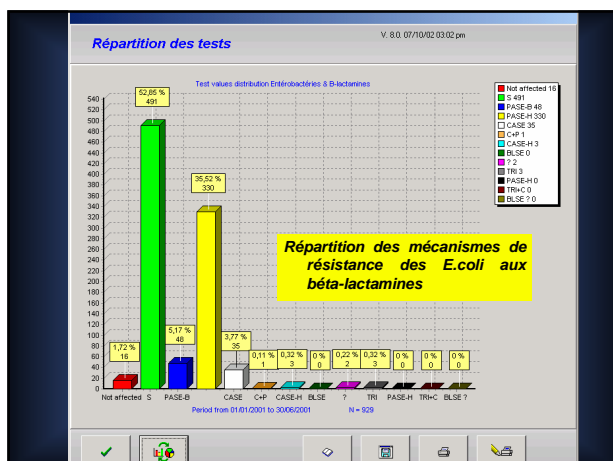 Répartition des tests
V. 8.0. 07/10/02 03:02 pm
Test values distribution Entérobactéries & B-lactamines
540
520
500
480
460
440
420
400
380
360
340
320
300
280
260
240
220
200
180
160
140
120
100
80
60
40
20
0
1,72 %
16
52,85 %
491
5,17 %
48
35,52 %
330
3,77 %
35
0,11 %
1
0,32 %
3
0 %
0
0,22 %
2
0,32 %
3
0 %
0
0 %
0
0 %
0
Not affected S PASE-B CASE C+P CASE-H BLSE ? TRI PASE-H TRI+C BLSE ?
Period from 01/01/2001 to 30/06/2001 N = 929
Not affected 16
S 491
PASE-B 48
PASE-H 330
CASE 35
C+P 1
CASE-H 3
BLSE 0
? 2
TRI 3
PASE-H 0
TRI+C 0
BLSE ? 0
Répartition des mécanismes de
résistance des E.coli aux
béta-lactamines